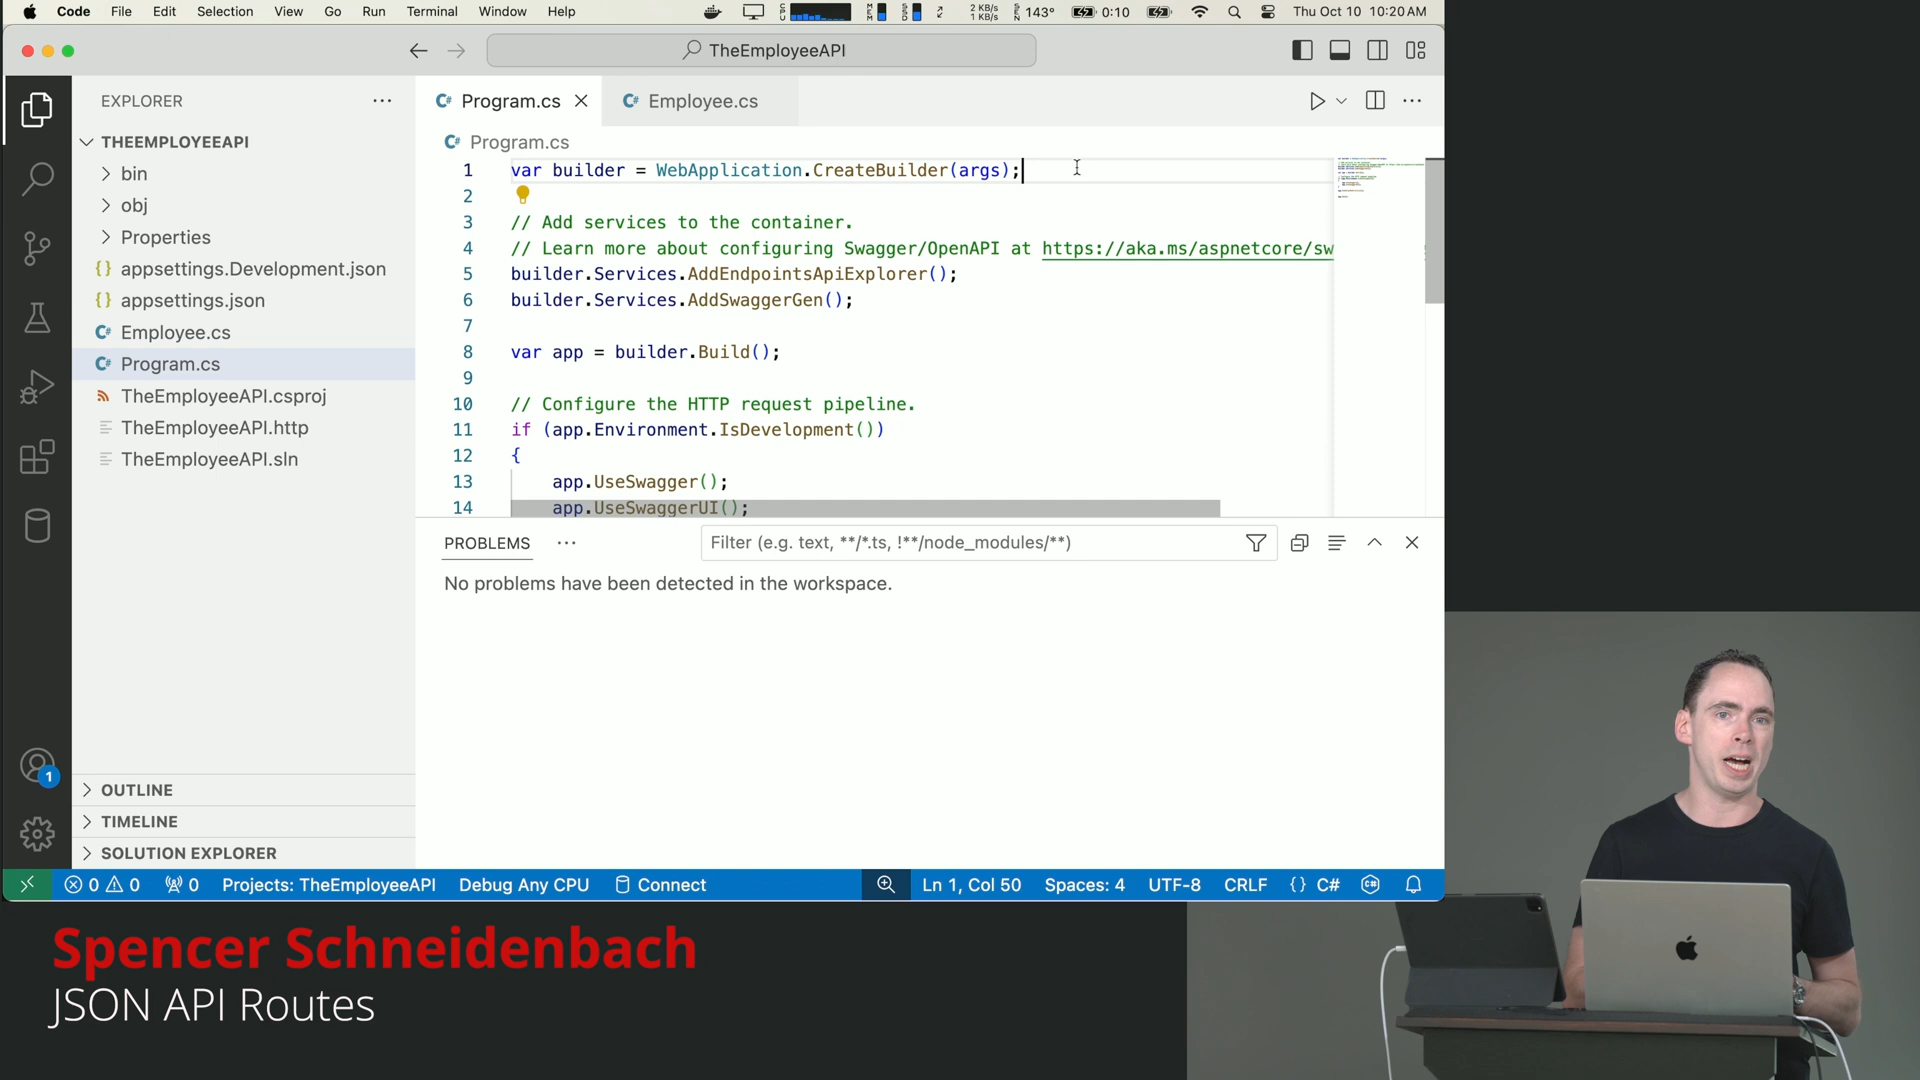 Code File Edit Selection View Go Run Terminal Window Help
2 KB/s
1 KB/s
143° 0:10 Thu Oct 10 10:20 AM
TheEmployeeAPI
EXPLORER
THEEMPLOYEEAPI
bin
obj
Properties
{} appsettings.Development.json
{} appsettings.json
C# Employee.cs
C# Program.cs
TheEmployeeAPI.csproj
TheEmployeeAPI.http
TheEmployeeAPI.sln
OUTLINE
TIMELINE
SOLUTION EXPLORER
C# Program.cs C# Employee.cs
C# Program.cs
1 var builder = WebApplication.CreateBuilder(args);
2
3 // Add services to the container.
4 // Learn more about configuring Swagger/OpenAPI at https://aka.ms/aspnetcore/sw
5 builder.Services.AddEndpointsApiExplorer();
6 builder.Services.AddSwaggerGen();
7
8 var app = builder.Build();
9
10 // Configure the HTTP request pipeline.
11 if (app.Environment.IsDevelopment())
12 {
13 app.UseSwagger();
14 app.UseSwaggerUI();
PROBLEMS
Filter (e.g. text, **/*.ts, !**/node_modules/**)
No problems have been detected in the workspace.
1
0 0 0 Projects: TheEmployeeAPI Debug Any CPU Connect Ln 1, Col 50 Spaces: 4 UTF-8 CRLF {} C#
Spencer Schneidenbach
JSON API Routes